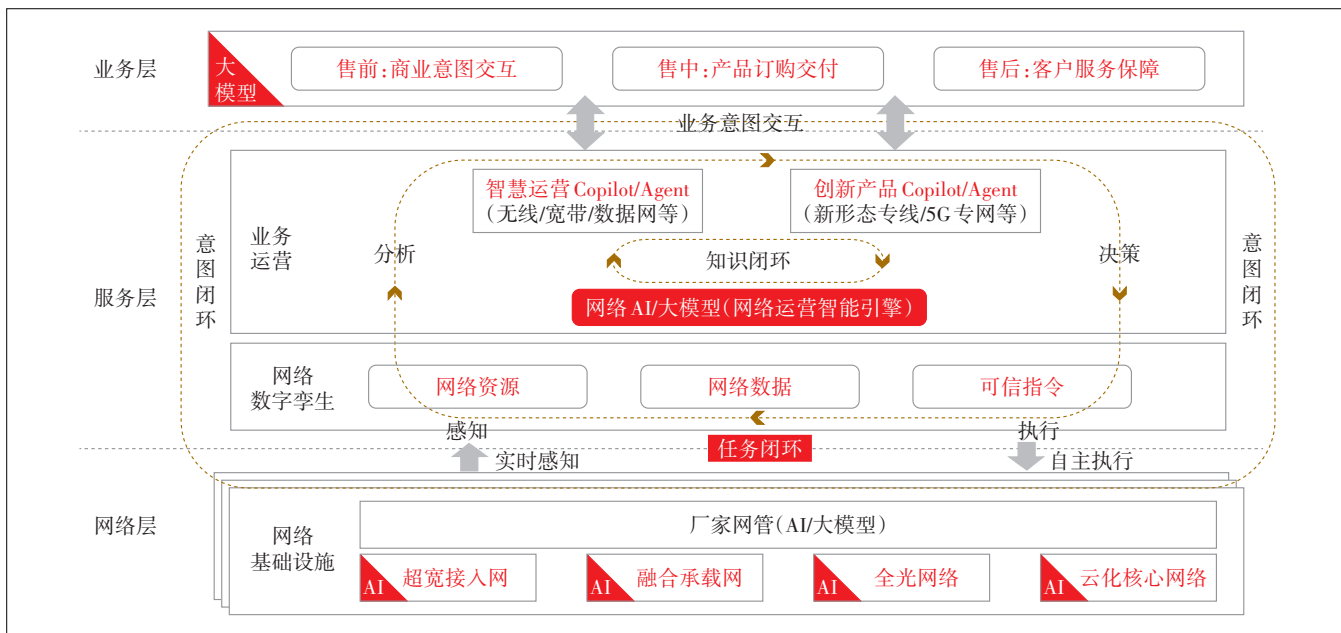 业务层
大
模型
售前:商业意图交互
售中:产品订购交付
售后:客户服务保障
业务意图交互
服务层
意图闭环
业务
运营
智慧运营 Copilot/Agent
(无线/宽带/数据网等)
创新产品 Copilot/Agent
(新形态专线/5G 专网等)
分析
知识闭环
决策
意图闭环
网络 AI/大模型(网络运营智能引擎)
网络
数字孪生
网络资源
网络数据
可信指令
感知
任务闭环
执行
实时感知
自主执行
网络层
网络
基础设施
厂家网管(AI/大模型)
AI
超宽接入网
AI
融合承载网
AI
全光网络
AI
云化核心网络